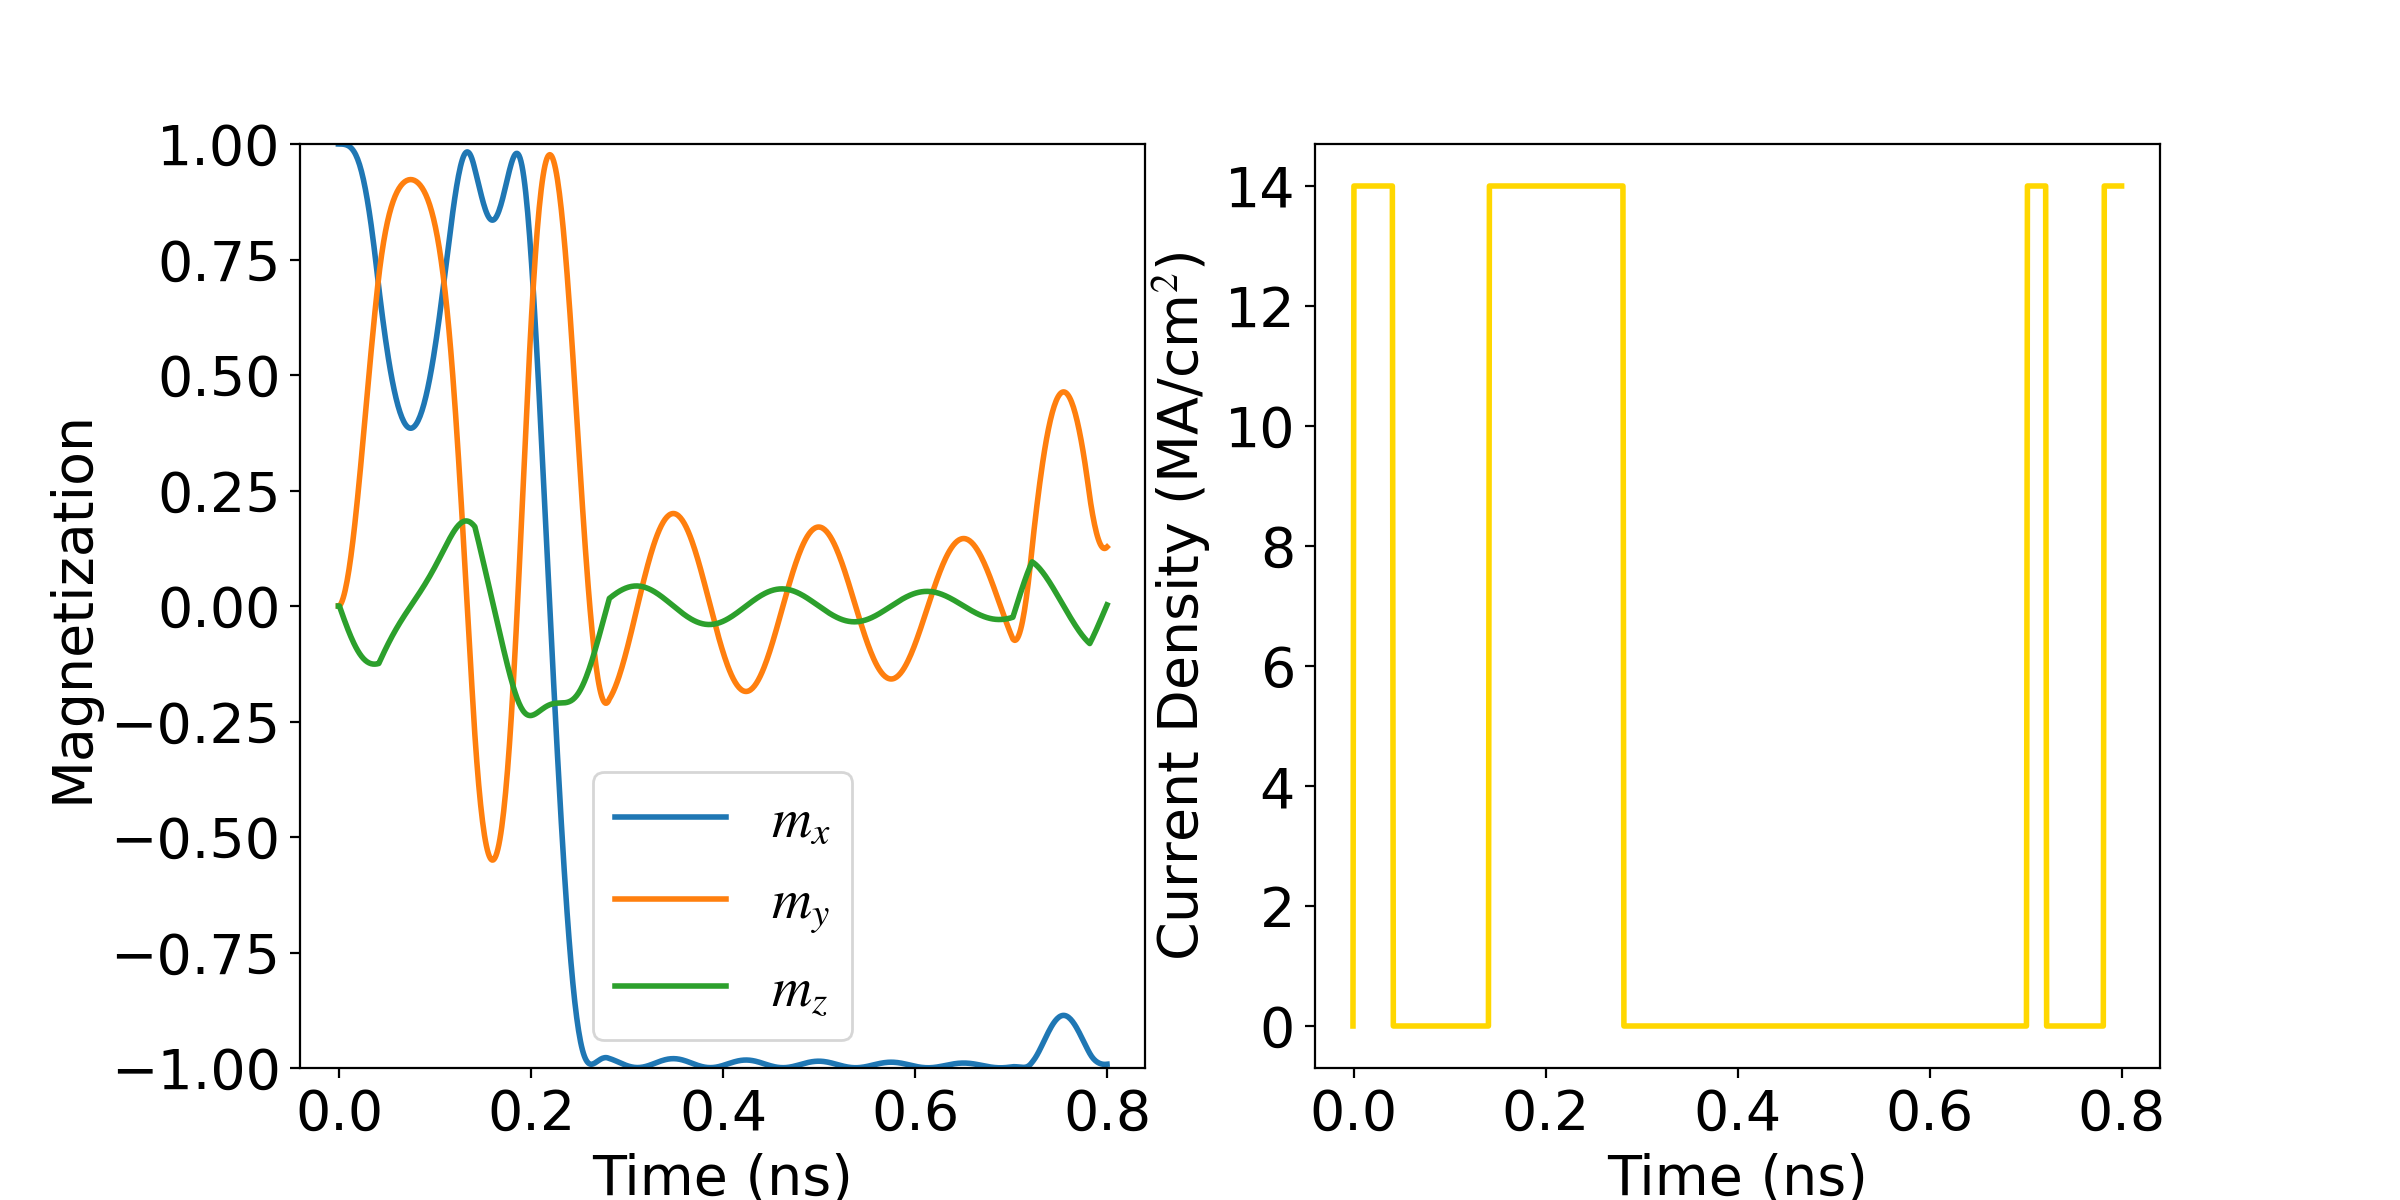 1.00
0.75
0.50
0.25
0.00
−0.25
−0.50
−0.75
−1.00
Magnetization
0.0 0.2 0.4 0.6 0.8
Time (ns)
m_x
m_y
m_z
14
12
10
8
6
4
2
0
Current Density (MA/cm²)
0.0 0.2 0.4 0.6 0.8
Time (ns)